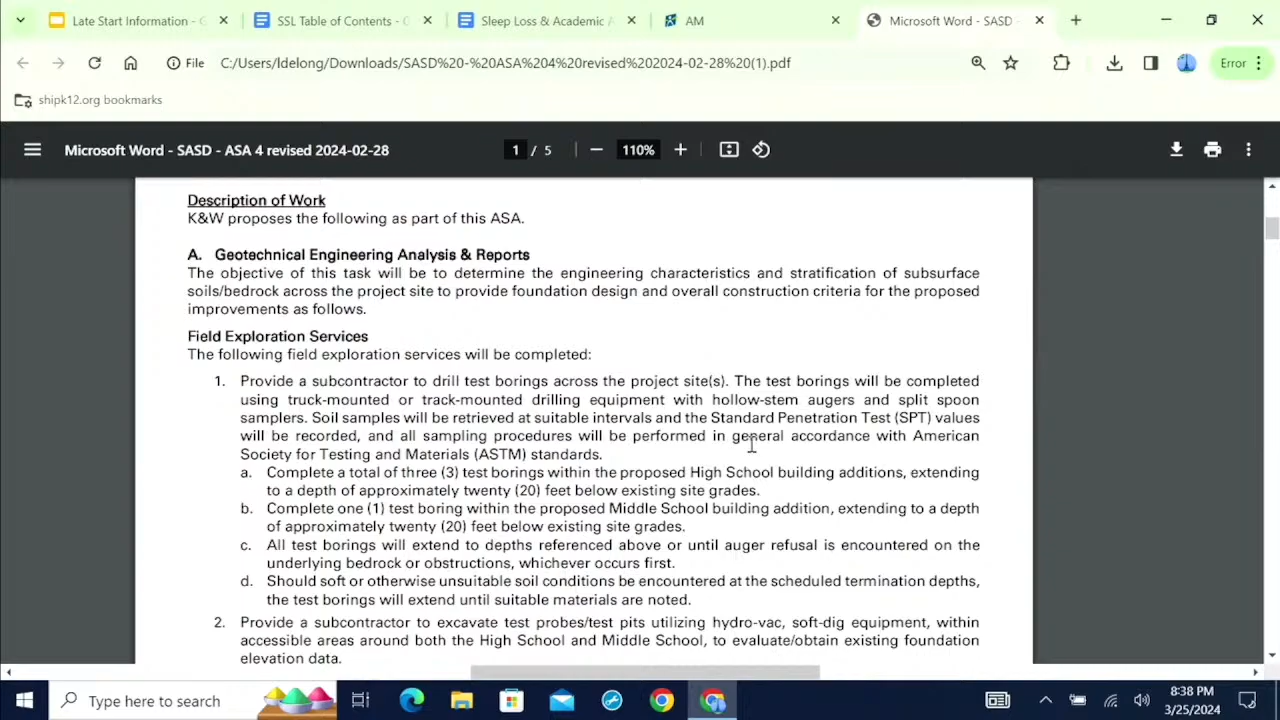 Late Start Information - G
SSL Table of Contents - G
Sleep Loss & Academic A
AM
Microsoft Word - SASD -
File
C:/Users/ldelong/Downloads/SASD%20-%20ASA%204%20revised%202024-02-28%20(1).pdf
Error
shipk12.org bookmarks
Microsoft Word - SASD - ASA 4 revised 2024-02-28
1 / 5
110%
Description of Work
K&W proposes the following as part of this ASA.
A. Geotechnical Engineering Analysis & Reports
The objective of this task will be to determine the engineering characteristics and stratification of subsurface
soils/bedrock across the project site to provide foundation design and overall construction criteria for the proposed
improvements as follows.
Field Exploration Services
The following field exploration services will be completed:
1. Provide a subcontractor to drill test borings across the project site(s). The test borings will be completed
using truck-mounted or track-mounted drilling equipment with hollow-stem augers and split spoon
samplers. Soil samples will be retrieved at suitable intervals and the Standard Penetration Test (SPT) values
will be recorded, and all sampling procedures will be performed in general accordance with American
Society for Testing and Materials (ASTM) standards.
a. Complete a total of three (3) test borings within the proposed High School building additions, extending
to a depth of approximately twenty (20) feet below existing site grades.
b. Complete one (1) test boring within the proposed Middle School building addition, extending to a depth
of approximately twenty (20) feet below existing site grades.
c. All test borings will extend to depths referenced above or until auger refusal is encountered on the
underlying bedrock or obstructions, whichever occurs first.
d. Should soft or otherwise unsuitable soil conditions be encountered at the scheduled termination depths,
the test borings will extend until suitable materials are noted.
2. Provide a subcontractor to excavate test probes/test pits utilizing hydro-vac, soft-dig equipment, within
accessible areas around both the High School and Middle School, to evaluate/obtain existing foundation
elevation data.
Type here to search
8:38 PM
3/25/2024